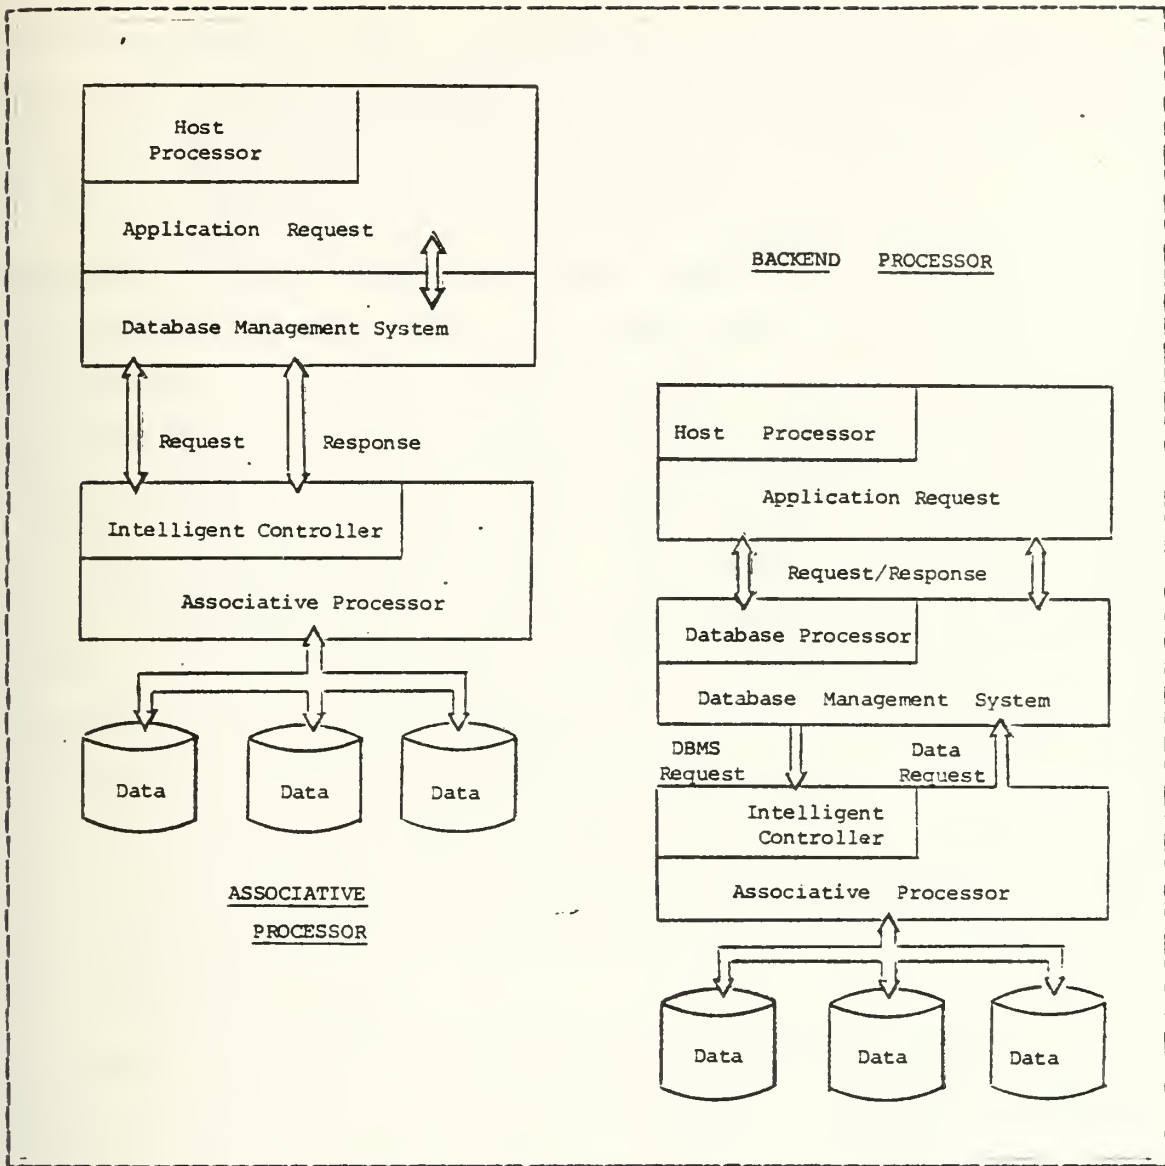 Host
Processor
Application Request
Database Management System
Request Response
Intelligent Controller
Associative Processor
Data Data Data
ASSOCIATIVE
PROCESSOR
BACKEND PROCESSOR
Host Processor
Application Request
Request/Response
Database Processor
Database Management System
DBMS Data
Request Request
Intelligent
Controller
Associative Processor
Data Data Data